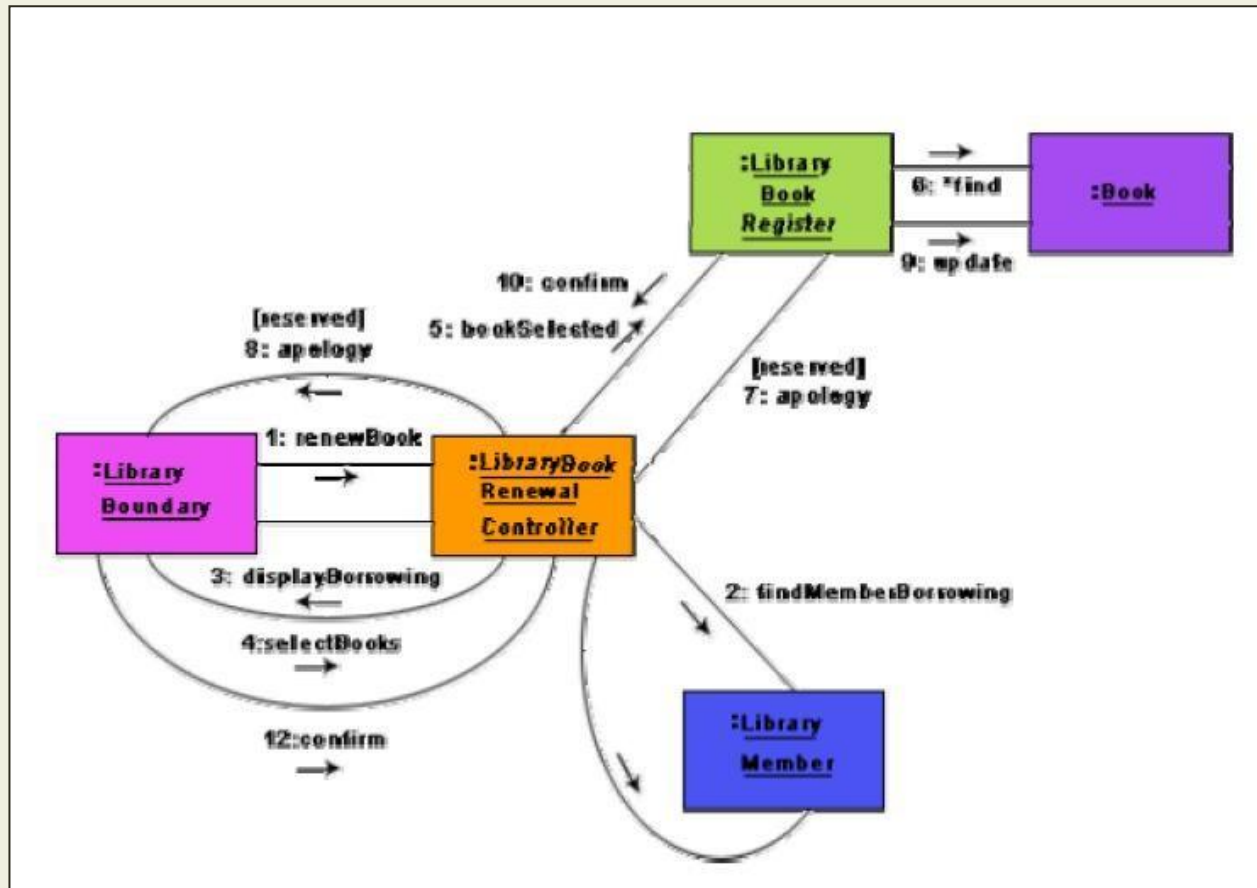 :Library
Book
Register
6: *find
9: update
:Book
10: confirm
5: bookSelected
[reserved]
8: apology
[reserved]
7: apology
1: renewBook
:Library
Boundary
:LibraryBook
Renewal
Controller
3: displayBorrowing
4:selectBooks
12:confirm
2: findMemberBorrowing
:Library
Member